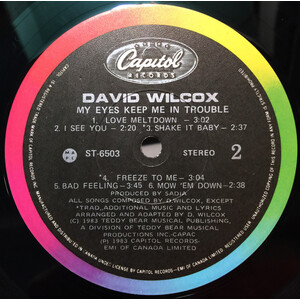 Capitol
RECORDS
DAVID WILCOX
MY EYES KEEP ME IN TROUBLE
1. LOVE MELTDOWN — 3:02
2. I SEE YOU — 2:20 *3. SHAKE IT BABY — 2:37
ST-6503 STEREO 2
4. FREEZE TO ME — 3:04
5. BAD FEELING — 3:45 6. MOW 'EM DOWN — 2:38
PRODUCED BY SADIA
ALL SONGS COMPOSED BY D. WILCOX, EXCEPT
*TRAD., ADDITIONAL MUSIC AND LYRICS
ARRANGED AND ADAPTED BY D. WILCOX
© 1983 TEDDY BEAR MUSICAL PUBLISHING,
A DIVISION OF TEDDY BEAR MUSICAL
PRODUCTIONS INC.-CAPAC
℗ 1983 CAPITOL RECORDS-
EMI OF CANADA LIMITED